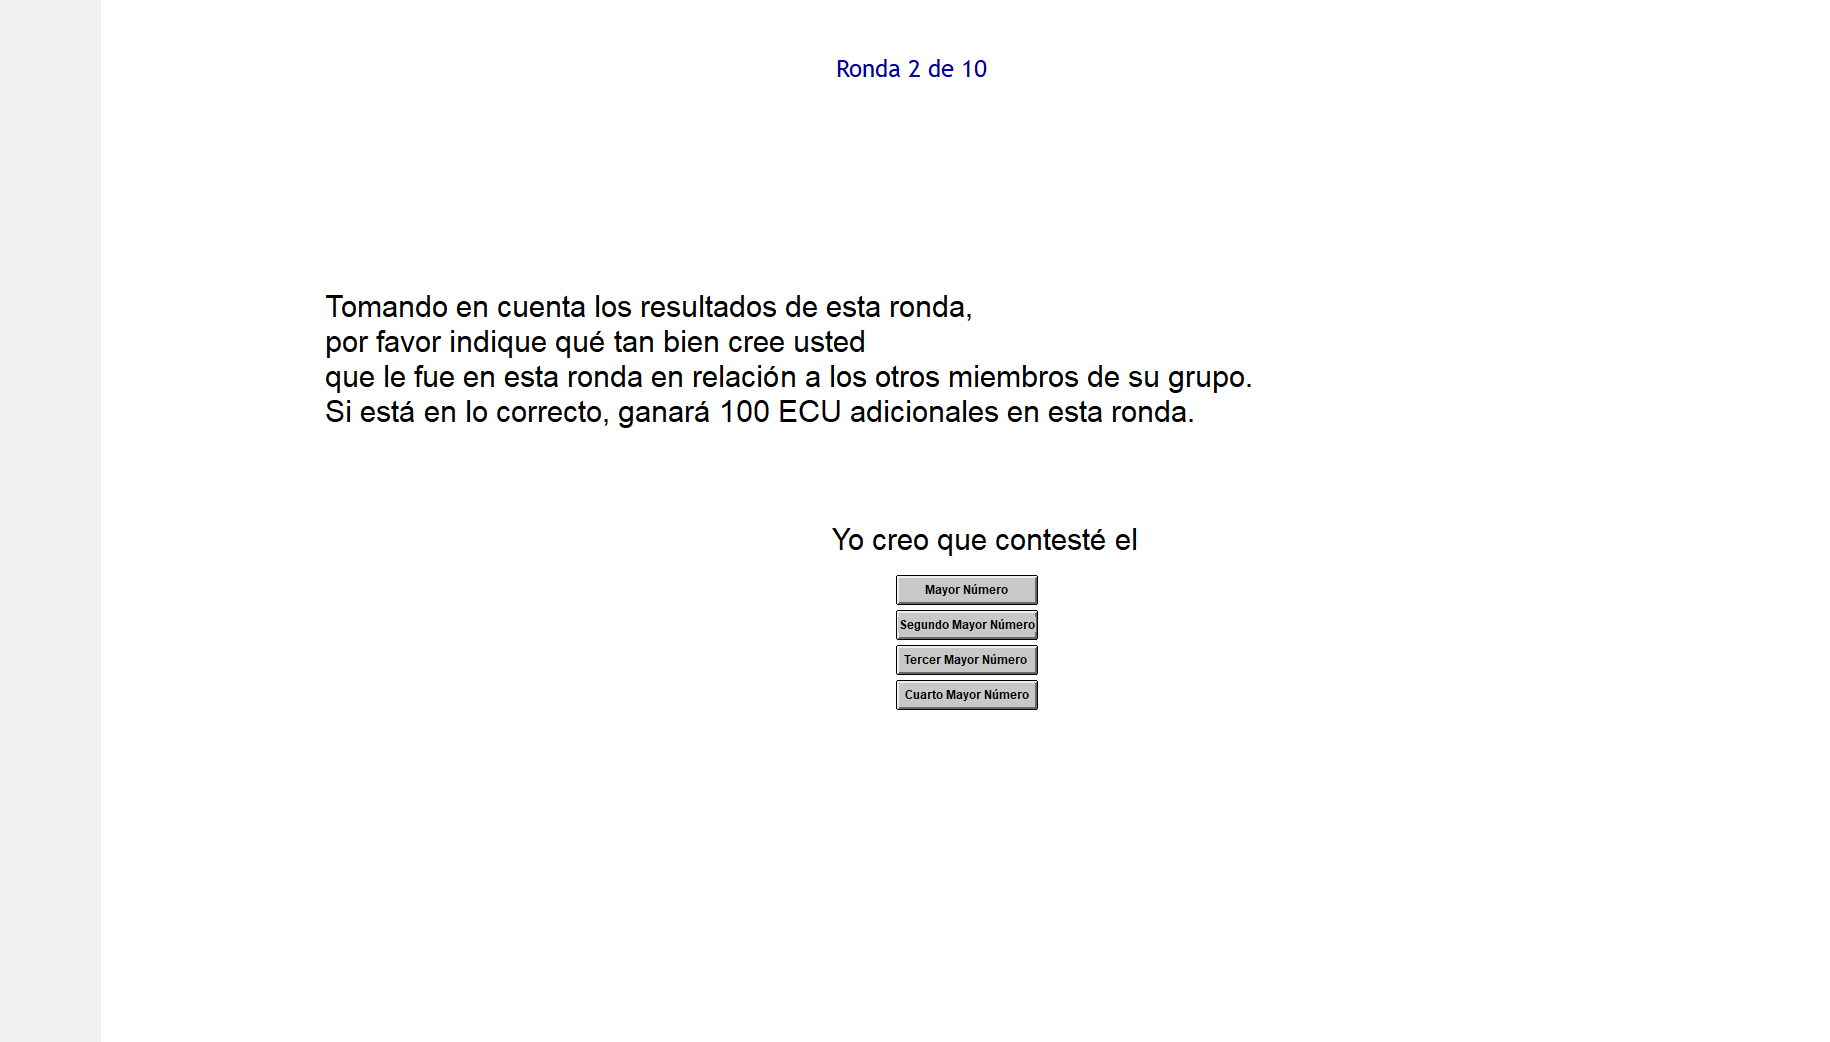 Ronda 2 de 10
Tomando en cuenta los resultados de esta ronda,
por favor indique qué tan bien cree usted
que le fue en esta ronda en relación a los otros miembros de su grupo.
Si está en lo correcto, ganará 100 ECU adicionales en esta ronda.
Yo creo que contesté el
Mayor Número
Segundo Mayor Número
Tercer Mayor Número
Cuarto Mayor Número